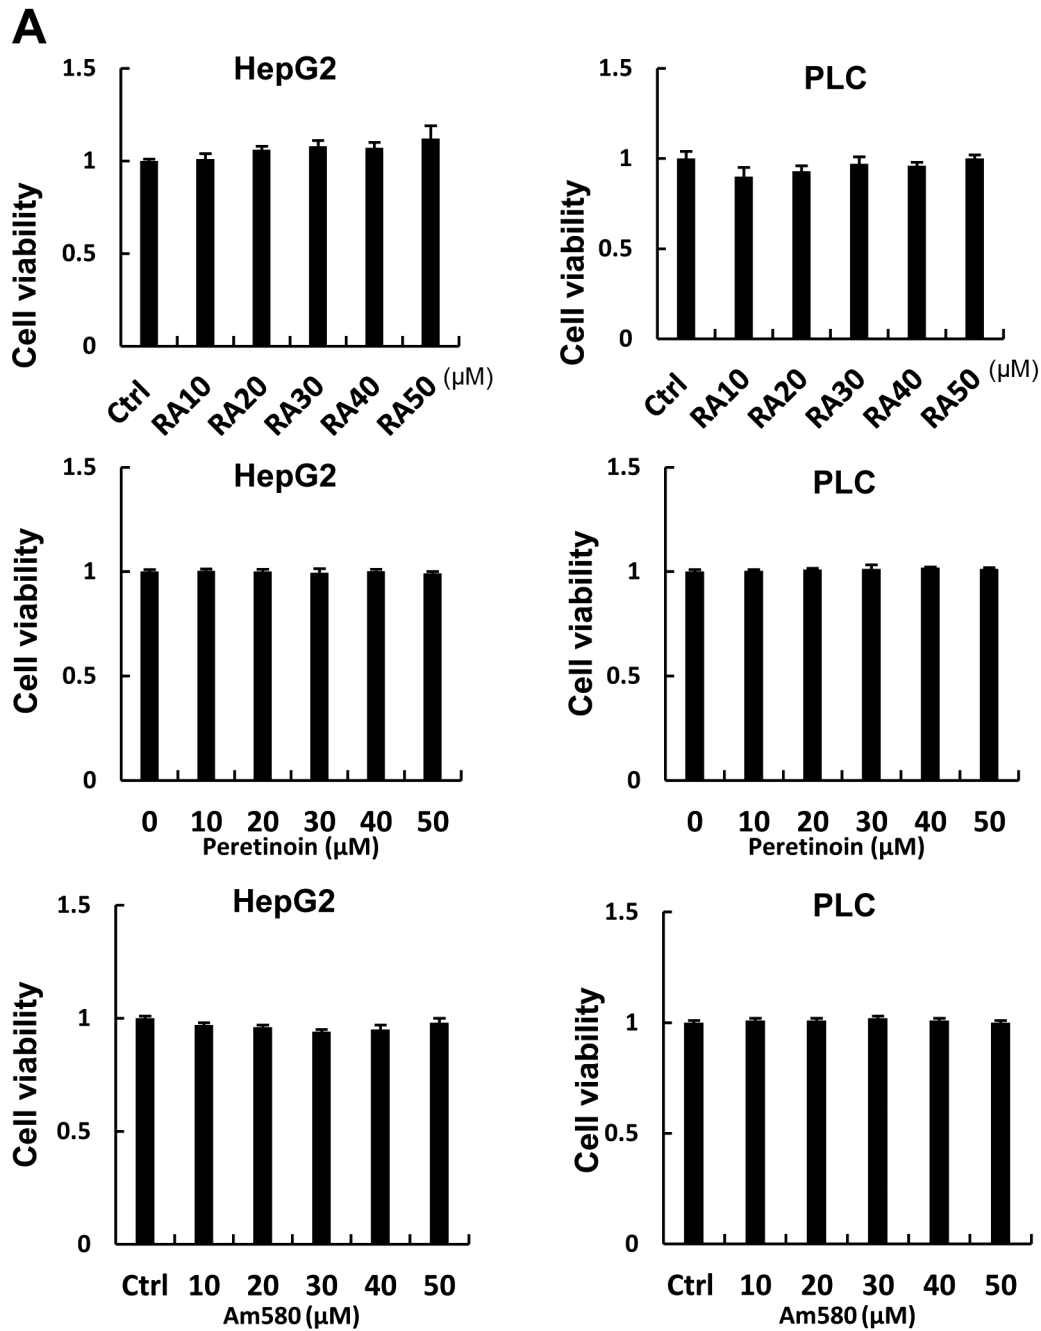 A
HepG2
1.5
1
0.5
0
Cell viability
Ctrl RA10 RA20 RA30 RA40 RA50 (μM)
PLC
1.5
1
0.5
0
Cell viability
Ctrl RA10 RA20 RA30 RA40 RA50 (μM)
HepG2
1.5
1
0.5
0
Cell viability
0 10 20 30 40 50
Peretinoin (μM)
PLC
1.5
1
0.5
0
Cell viability
0 10 20 30 40 50
Peretinoin (μM)
HepG2
1.5
1
0.5
0
Cell viability
Ctrl 10 20 30 40 50
Am580 (μM)
PLC
1.5
1
0.5
0
Cell viability
Ctrl 10 20 30 40 50
Am580 (μM)